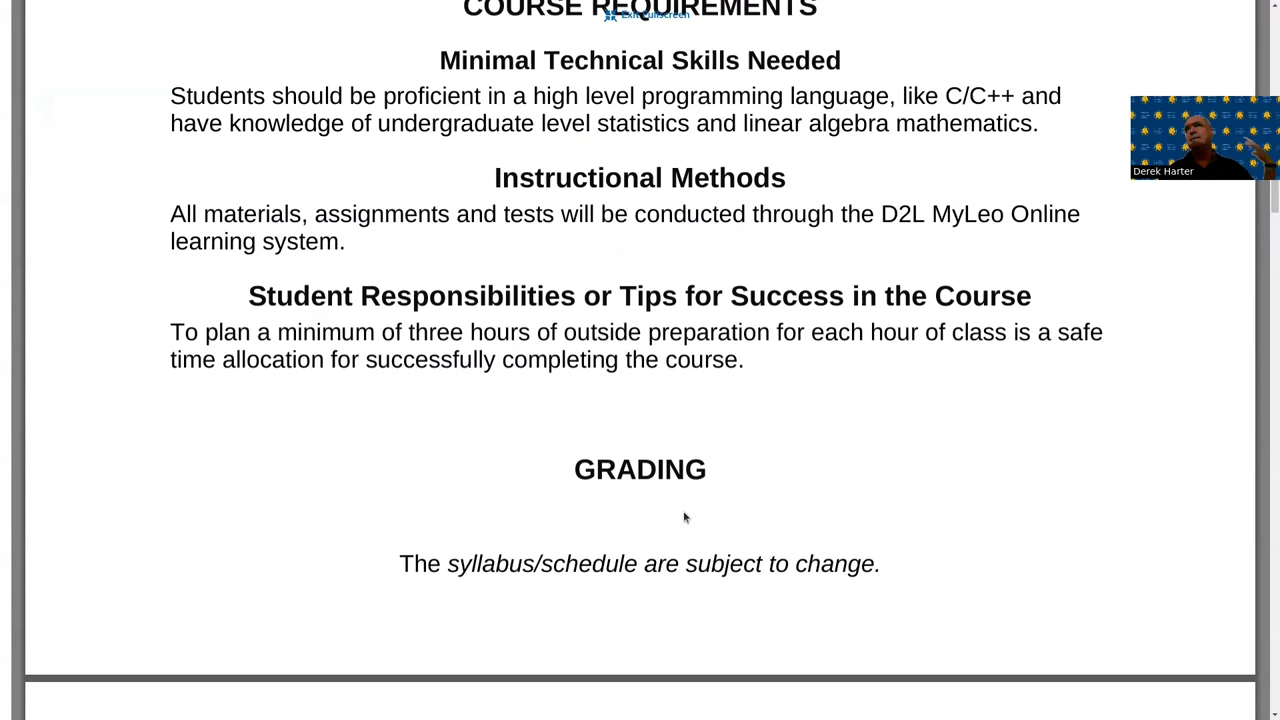 COURSE REQUIREMENTS
Exit Fullscreen
Minimal Technical Skills Needed
Students should be proficient in a high level programming language, like C/C++ and
have knowledge of undergraduate level statistics and linear algebra mathematics.
Derek Harter
Instructional Methods
All materials, assignments and tests will be conducted through the D2L MyLeo Online
learning system.
Student Responsibilities or Tips for Success in the Course
To plan a minimum of three hours of outside preparation for each hour of class is a safe
time allocation for successfully completing the course.
GRADING
The syllabus/schedule are subject to change.